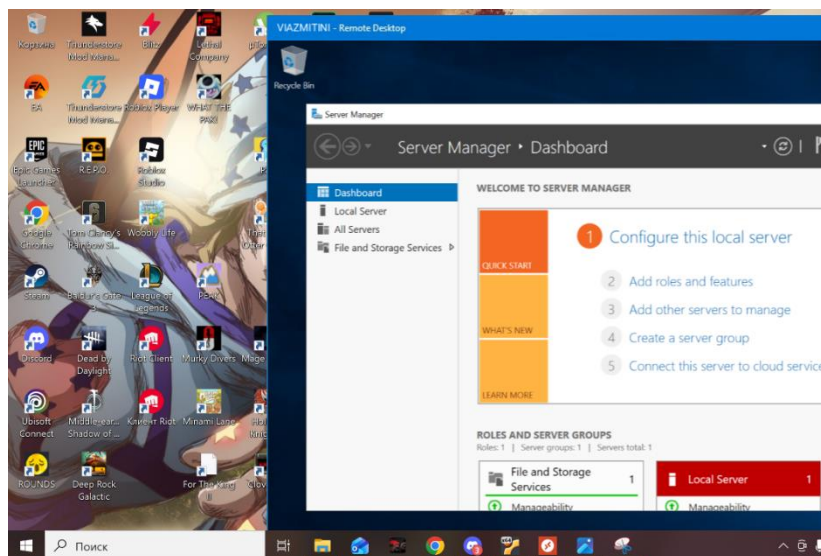 Корзина
Thunderstore Mod Mana...
Blitz
Lethal Company
EA
Thunderstore Mod Mana...
Roblox Player
WHAT THE PAK!
EPIC GAMES
Epic Games Launcher
R.E.P.O.
Roblox Studio
Google Chrome
Tom Clancy's Rainbow Si...
Wobbly Life
Steam
Baldur's Gate 3
League of Legends
PEAK
Discord
Dead by Daylight
Riot Client
Murky Divers
Mage
Ubisoft Connect
Middle-ear... Shadow of ...
Клиент Riot
Minami Lane
ROUNDS
Deep Rock Galactic
For The King II
VIAZMITINI - Remote Desktop
Recycle Bin
Server Manager
Server Manager • Dashboard
Dashboard
Local Server
All Servers
File and Storage Services
WELCOME TO SERVER MANAGER
QUICK START
WHAT'S NEW
LEARN MORE
1 Configure this local server
2 Add roles and features
3 Add other servers to manage
4 Create a server group
5 Connect this server to cloud service
ROLES AND SERVER GROUPS
Roles: 1 | Server groups: 1 | Servers total: 1
File and Storage Services 1
Manageability
Local Server 1
Manageability
Поиск